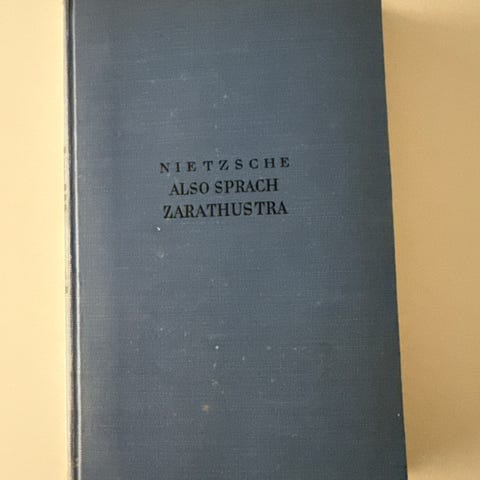 NIETZSCHE
ALSO SPRACH
ZARATHUSTRA